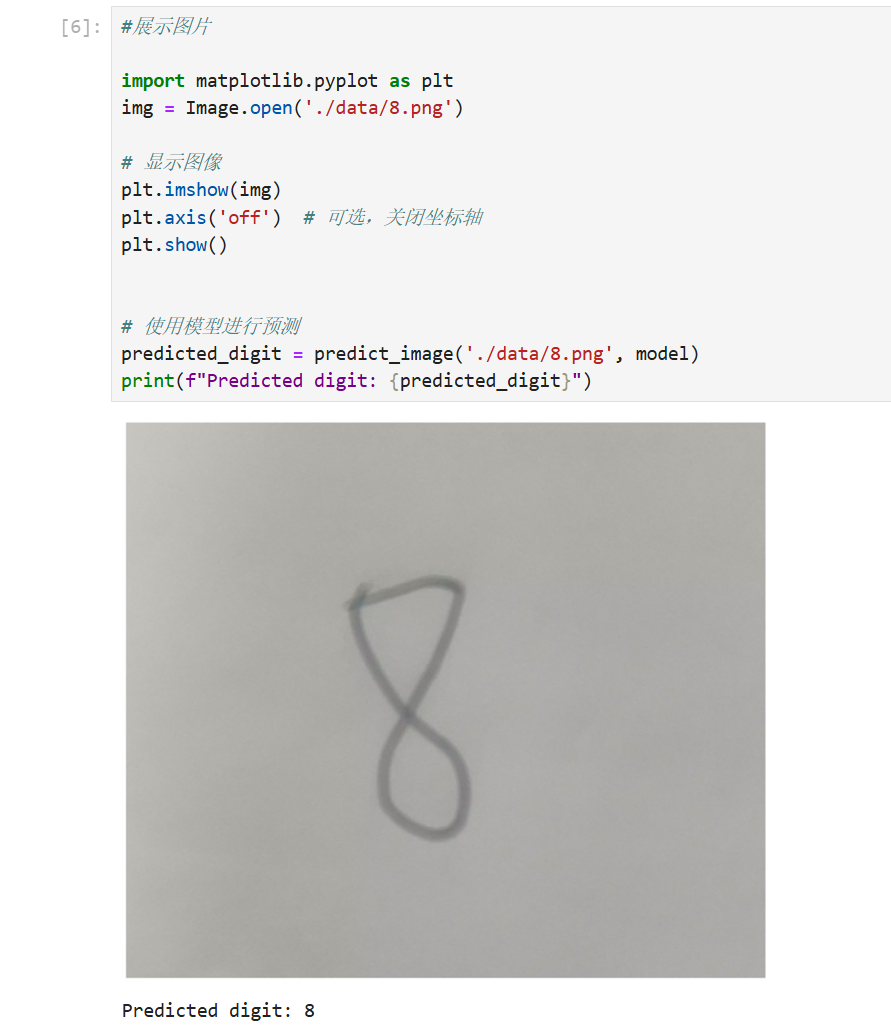 [6]:
#展示图片
import matplotlib.pyplot as plt
img = Image.open('./data/8.png')
# 显示图像
plt.imshow(img)
plt.axis('off')  # 可选，关闭坐标轴
plt.show()
# 使用模型进行预测
predicted_digit = predict_image('./data/8.png', model)
print(f"Predicted digit: {predicted_digit}")
8
Predicted digit: 8